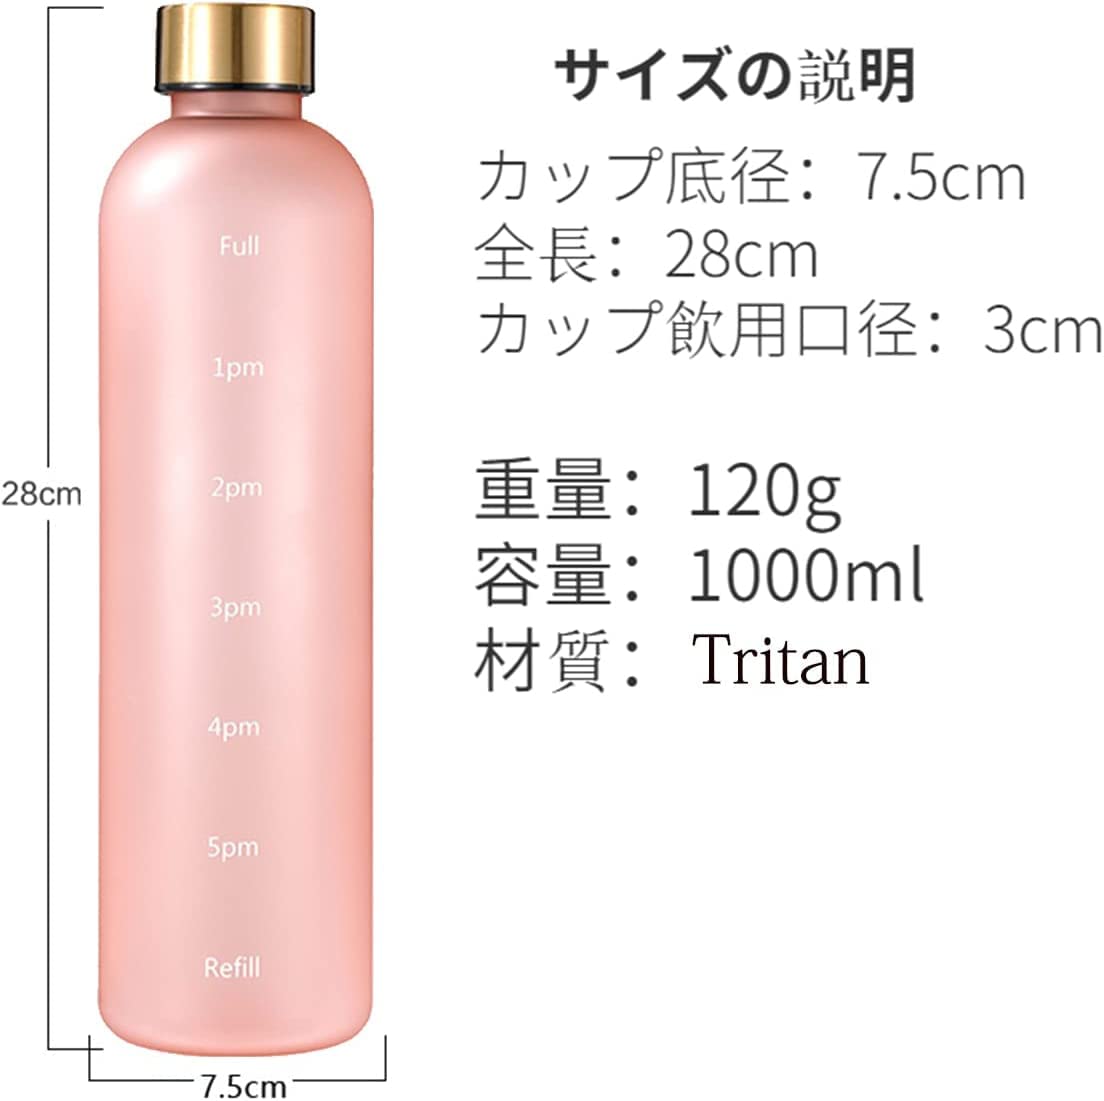 サイズの説明
カップ底径：7.5cm
全長：28cm
カップ飲用口径：3cm
重量：120g
容量：1000ml
材質：Tritan
Full
1pm
2pm
3pm
4pm
5pm
Refill
28cm
7.5cm